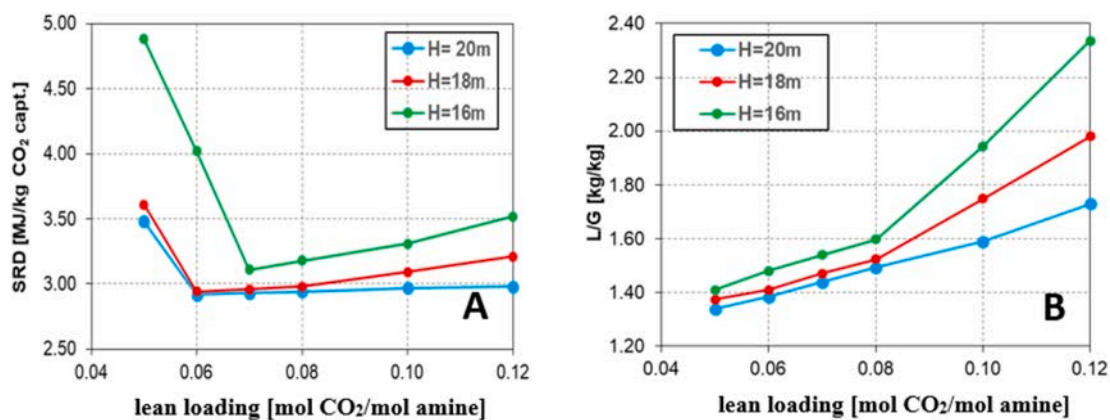 5.00
4.50
4.00
3.50
3.00
2.50
SRD [MJ/kg CO₂ capt.]
H= 20m
H=18m
H=16m
A
0.04 0.06 0.08 0.10 0.12
lean loading [mol CO₂/mol amine]
B
2.40
2.20
2.00
1.80
1.60
1.40
1.20
L/G [kg/kg]
H=20m
H=18m
H=16m
B
0.04 0.06 0.08 0.10 0.12
lean loading [mol CO₂/mol amine]